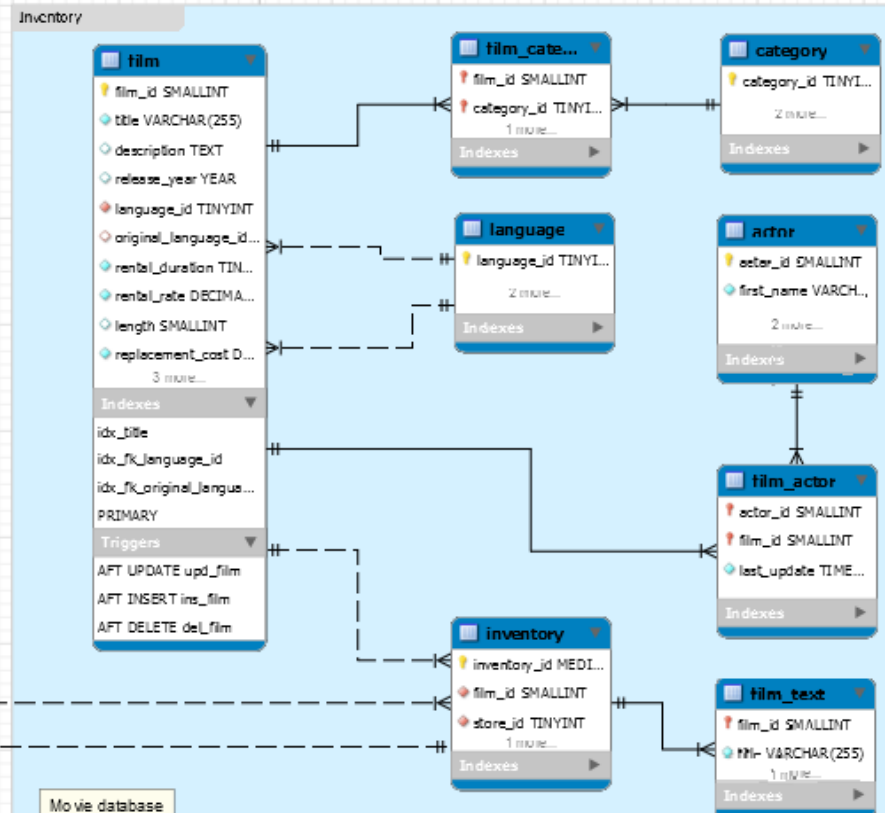 Inventory
film
film_id SMALLINT
title VARCHAR(255)
description TEXT
release_year YEAR
language_id TINYINT
original_language_id...
rental_duration TIN...
rental_rate DECIMA...
length SMALLINT
replacement_cost D...
3 more...
Indexes
idx_title
idx_fk_language_id
idx_fk_original_langua...
PRIMARY
Triggers
AFT UPDATE upd_film
AFT INSERT ins_film
AFT DELETE del_film
film_cate...
film_id SMALLINT
category_id TINYI...
1 more...
Indexes
category
category_id TINYI...
2 more...
Indexes
language
language_id TINYI...
2 more...
Indexes
actor
actor_id SMALLINT
first_name VARCH...
2 more...
Indexes
film_actor
actor_id SMALLINT
film_id SMALLINT
last_update TIME...
Indexes
inventory
inventory_id MEDI...
film_id SMALLINT
store_id TINYINT
1 more...
Indexes
film_text
film_id SMALLINT
title VARCHAR(255)
1 more...
Indexes
Movie database